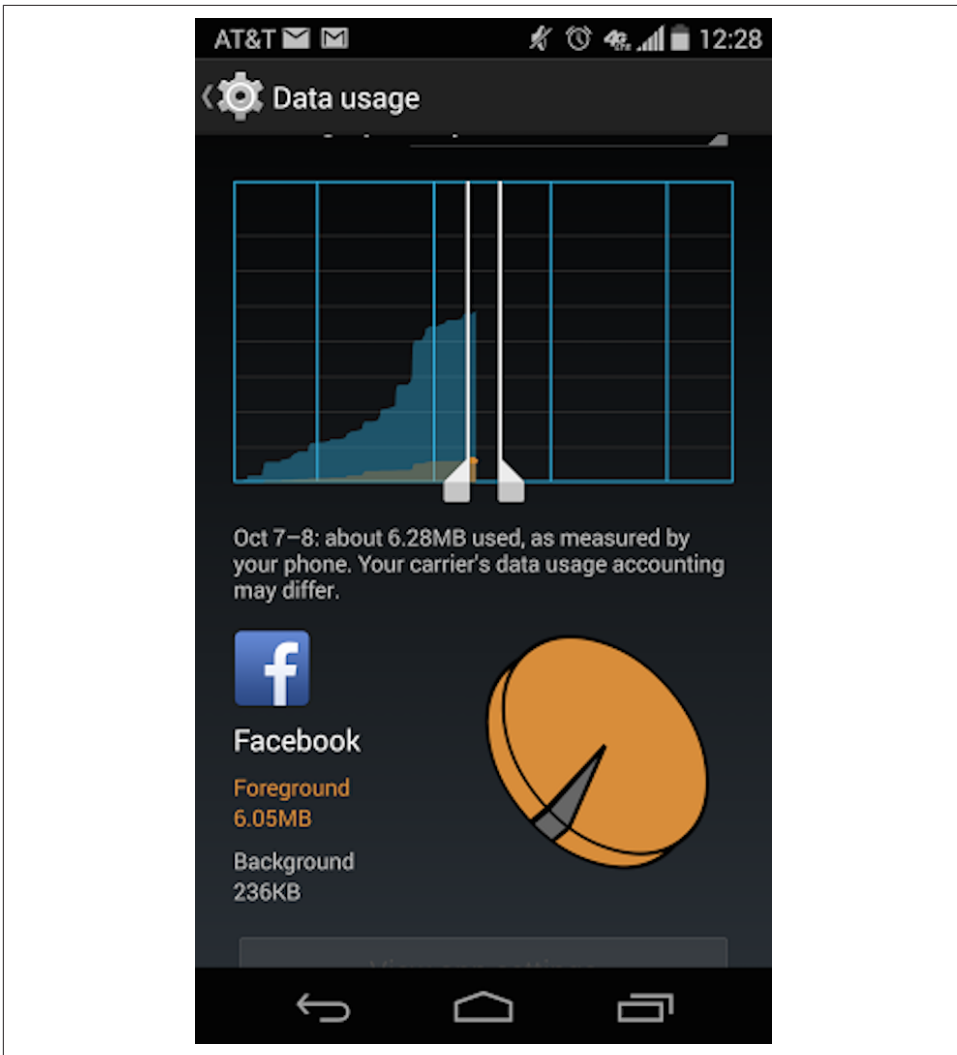 AT&T 12:28
Data usage
Oct 7–8: about 6.28MB used, as measured by
your phone. Your carrier's data usage accounting
may differ.
Facebook
Foreground
6.05MB
Background
236KB